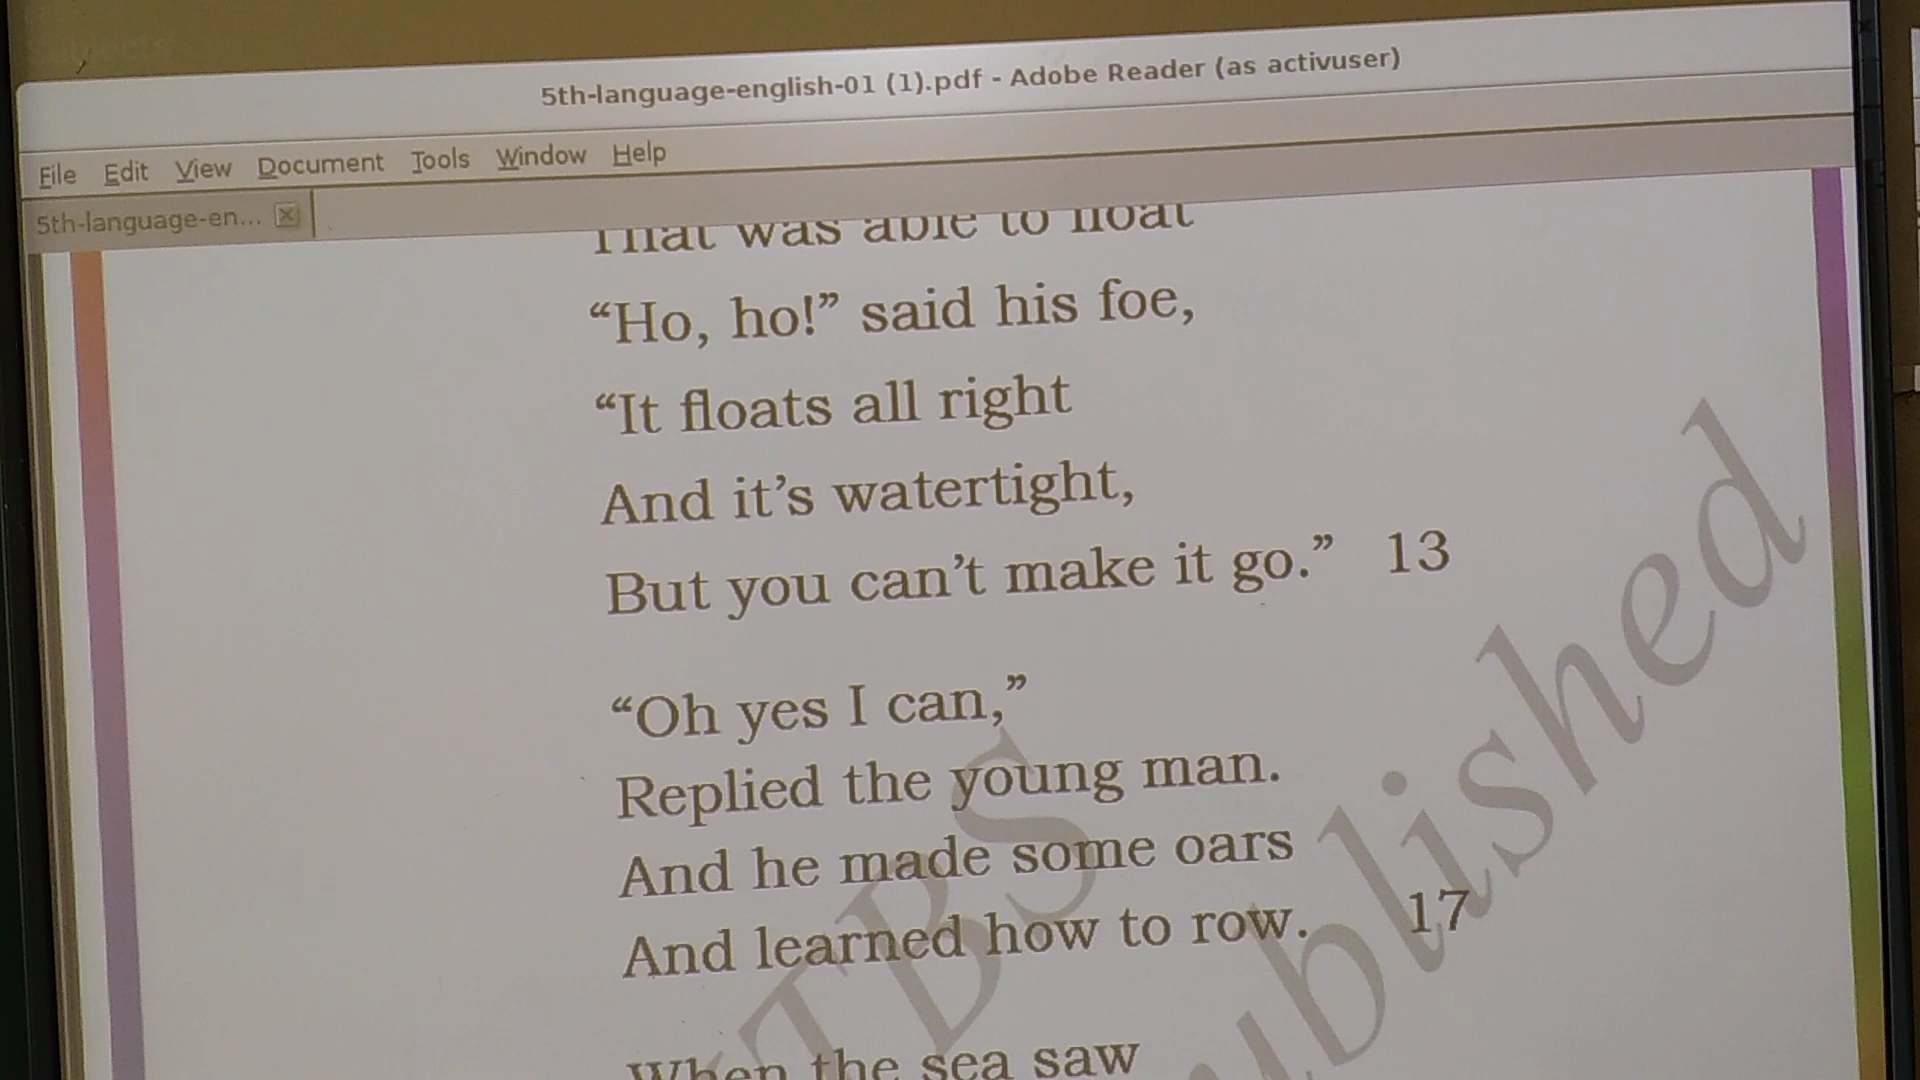 5th-language-english-01 (1).pdf - Adobe Reader (as activuser)
File Edit View Document Tools Window Help
5th-language-en...
That was able to float
“Ho, ho!” said his foe,
“It floats all right
And it’s watertight,
But you can’t make it go.” 13
“Oh yes I can,”
Replied the young man.
And he made some oars
And learned how to row. 17
When the sea saw
TBS
ublished